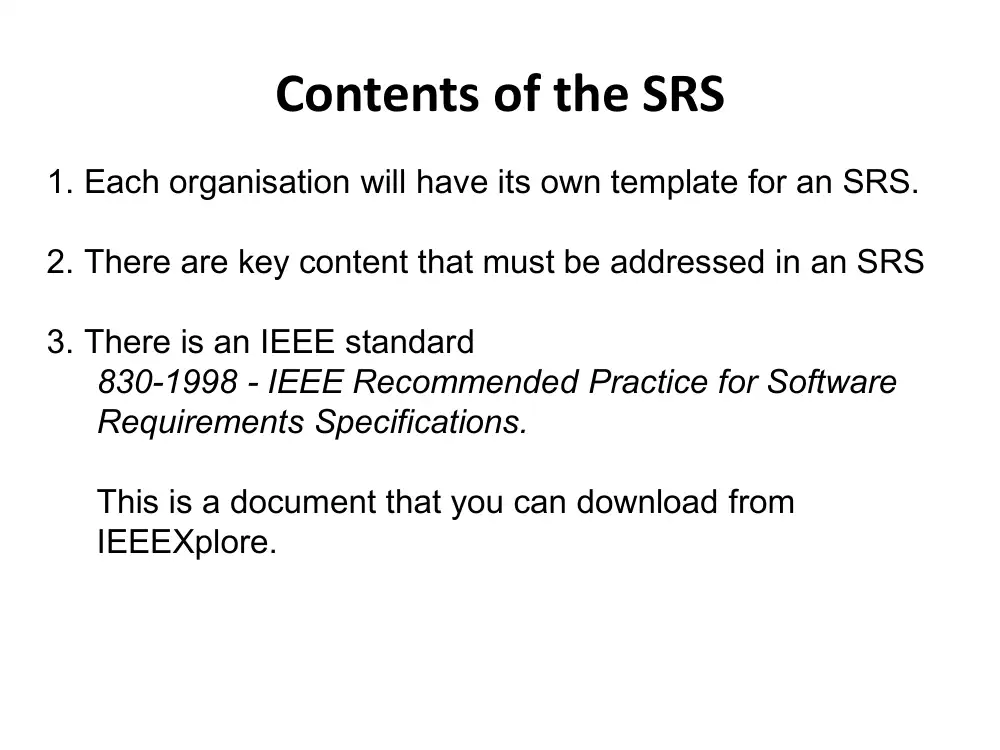 Contents of the SRS
1. Each organisation will have its own template for an SRS.
2. There are key content that must be addressed in an SRS
3. There is an IEEE standard
830-1998 - IEEE Recommended Practice for Software
Requirements Specifications.
This is a document that you can download from
IEEEXplore.